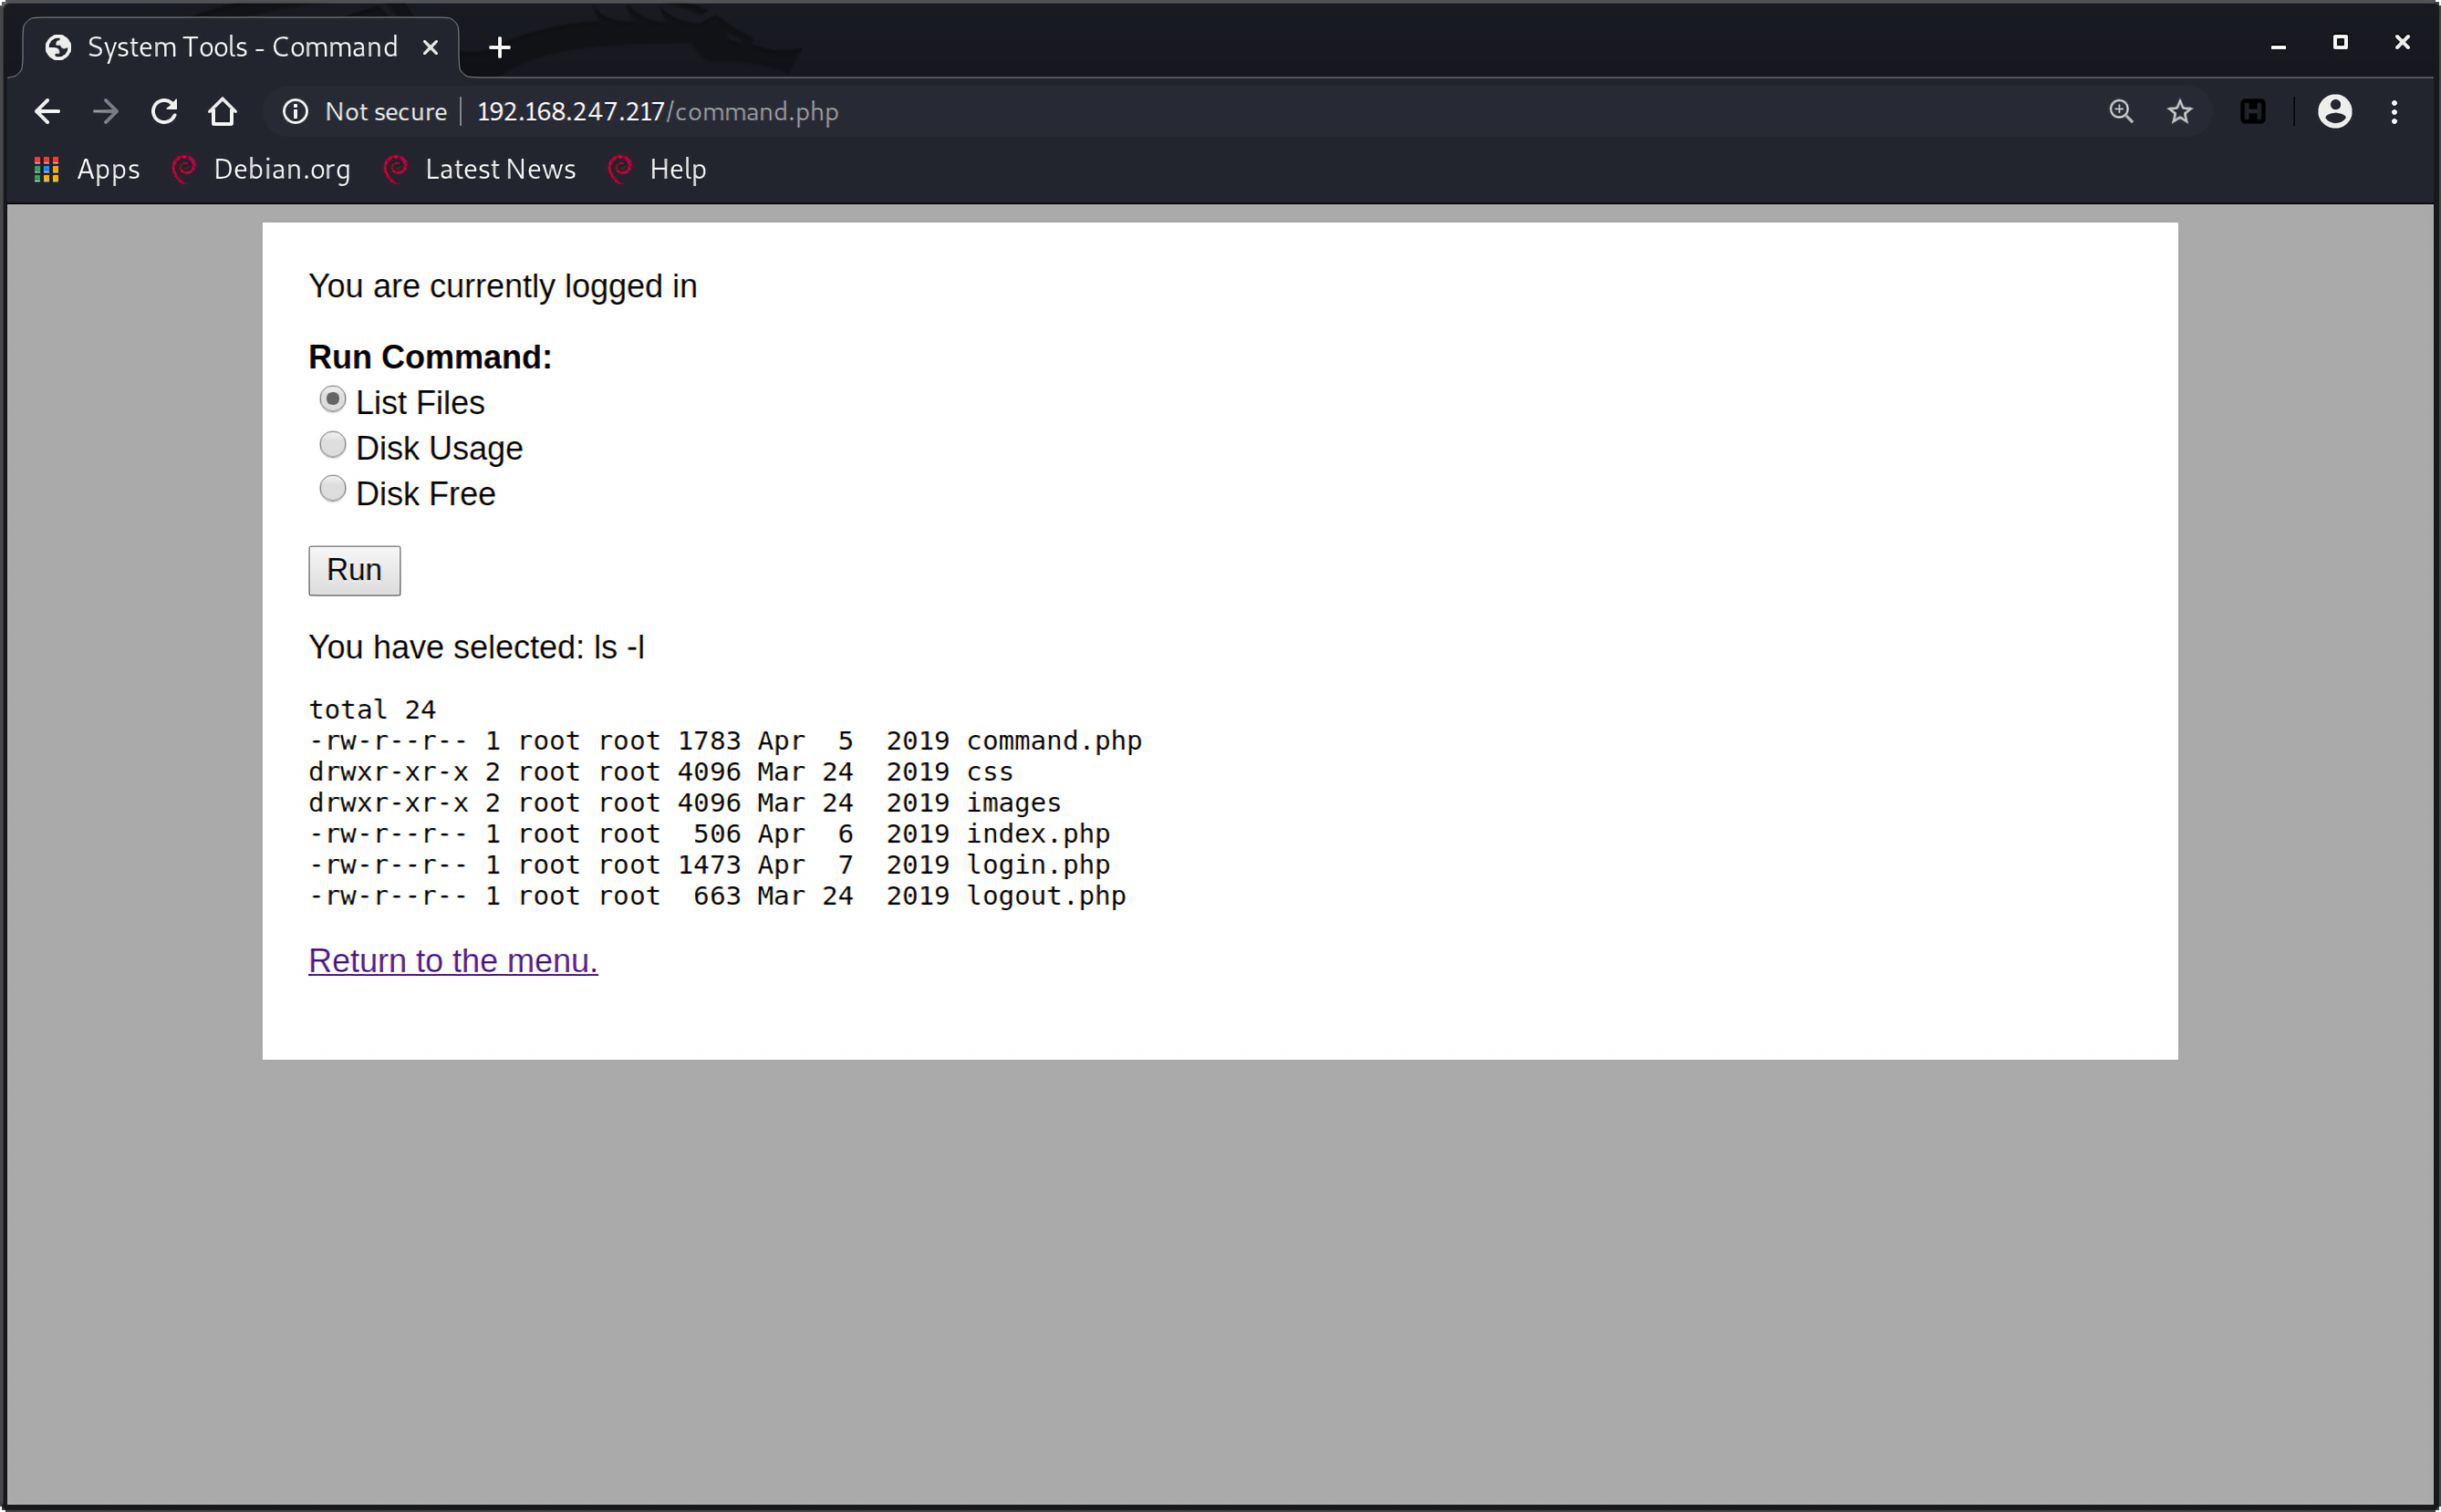 System Tools - Command
Not secure 192.168.247.217/command.php
Apps Debian.org Latest News Help
You are currently logged in
Run Command:
List Files
Disk Usage
Disk Free
Run
You have selected: ls -l
total 24
-rw-r--r-- 1 root root 1783 Apr  5  2019 command.php
drwxr-xr-x 2 root root 4096 Mar 24  2019 css
drwxr-xr-x 2 root root 4096 Mar 24  2019 images
-rw-r--r-- 1 root root  506 Apr  6  2019 index.php
-rw-r--r-- 1 root root 1473 Apr  7  2019 login.php
-rw-r--r-- 1 root root  663 Mar 24  2019 logout.php
Return to the menu.